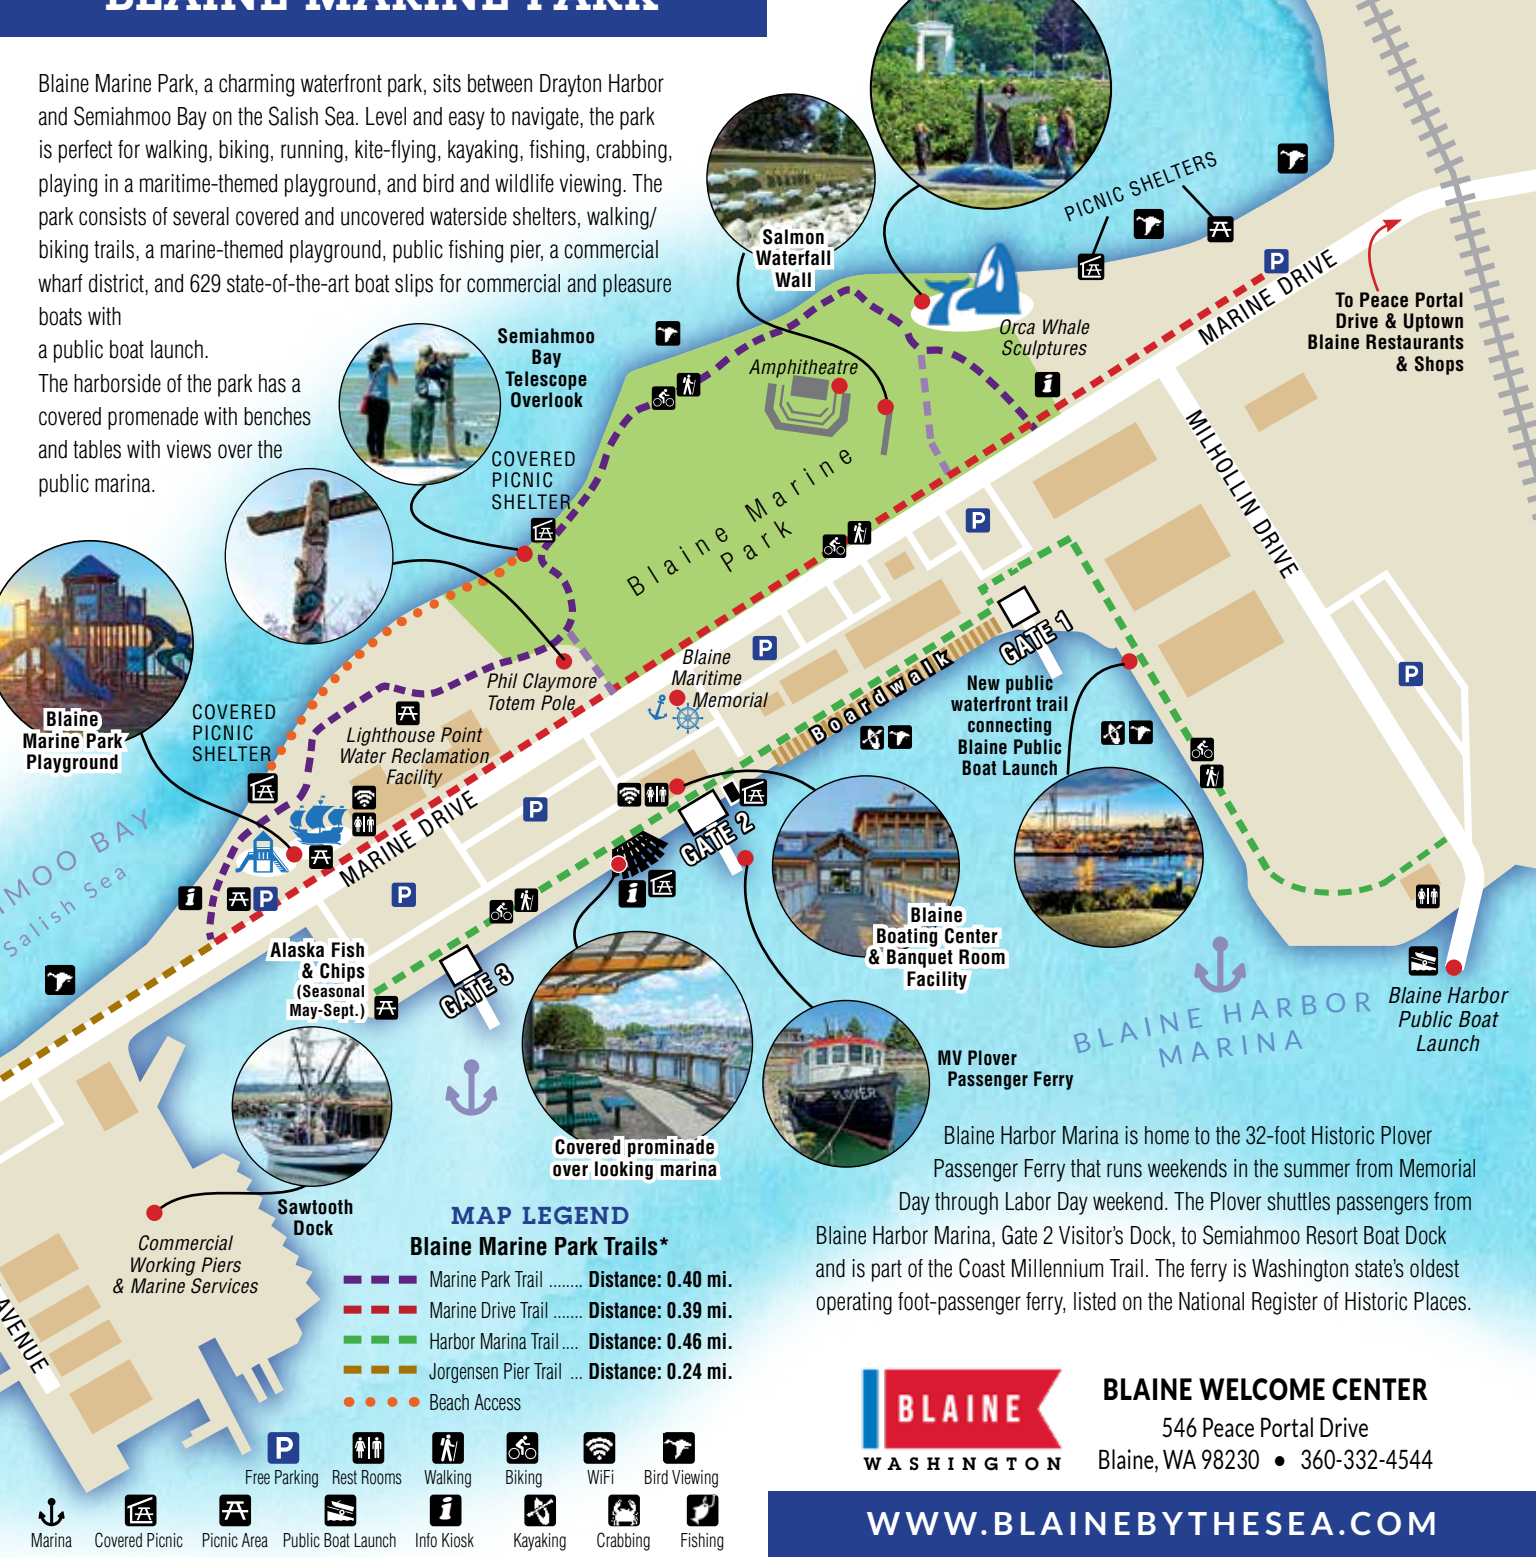 BLAINE MARINE PARK
Blaine Marine Park, a charming waterfront park, sits between Drayton Harbor
and Semiahmoo Bay on the Salish Sea. Level and easy to navigate, the park
is perfect for walking, biking, running, kite-flying, kayaking, fishing, crabbing,
playing in a maritime-themed playground, and bird and wildlife viewing. The
park consists of several covered and uncovered waterside shelters, walking/
biking trails, a marine-themed playground, public fishing pier, a commercial
wharf district, and 629 state-of-the-art boat slips for commercial and pleasure
boats with
a public boat launch.
The harborside of the park has a
covered promenade with benches
and tables with views over the
public marina.
Salmon
Waterfall
Wall
PICNIC SHELTERS
P
MARINE DRIVE
To Peace Portal
Drive & Uptown
Blaine Restaurants
& Shops
Orca Whale
Sculptures
i
Semiahmoo
Bay
Telescope
Overlook
Amphitheatre
COVERED
PICNIC
SHELTER
Blaine Marine
Park
MILHOLLIN DRIVE
P
P
P
Phil Claymore
Totem Pole
Blaine
Maritime
Memorial
GATE 1
Boardwalk
New public
waterfront trail
connecting
Blaine Public
Boat Launch
Blaine
Marine Park
Playground
COVERED
PICNIC
SHELTER
Lighthouse Point
Water Reclamation
Facility
MARINE DRIVE
P
P
P
i
GATE 2
i
MOO BAY
Salish Sea
Alaska Fish
& Chips
(Seasonal
May-Sept.)
GATE 3
Blaine
Boating Center
& Banquet Room
Facility
BLAINE HARBOR
MARINA
Blaine Harbor
Public Boat
Launch
PLOVER
MV Plover
Passenger Ferry
Covered prominade
over looking marina
Sawtooth
Dock
Commercial
Working Piers
& Marine Services
AVENUE
Blaine Harbor Marina is home to the 32-foot Historic Plover
Passenger Ferry that runs weekends in the summer from Memorial
Day through Labor Day weekend. The Plover shuttles passengers from
Blaine Harbor Marina, Gate 2 Visitor's Dock, to Semiahmoo Resort Boat Dock
and is part of the Coast Millennium Trail. The ferry is Washington state's oldest
operating foot-passenger ferry, listed on the National Register of Historic Places.
MAP LEGEND
Blaine Marine Park Trails*
Marine Park Trail ........ Distance: 0.40 mi.
Marine Drive Trail ....... Distance: 0.39 mi.
Harbor Marina Trail .... Distance: 0.46 mi.
Jorgensen Pier Trail ... Distance: 0.24 mi.
Beach Access
P
Free Parking Rest Rooms Walking Biking WiFi Bird Viewing
i
Marina Covered Picnic Picnic Area Public Boat Launch Info Kiosk Kayaking Crabbing Fishing
BLAINE
WASHINGTON
BLAINE WELCOME CENTER
546 Peace Portal Drive
Blaine, WA 98230 • 360-332-4544
WWW.BLAINEBYTHESEA.COM